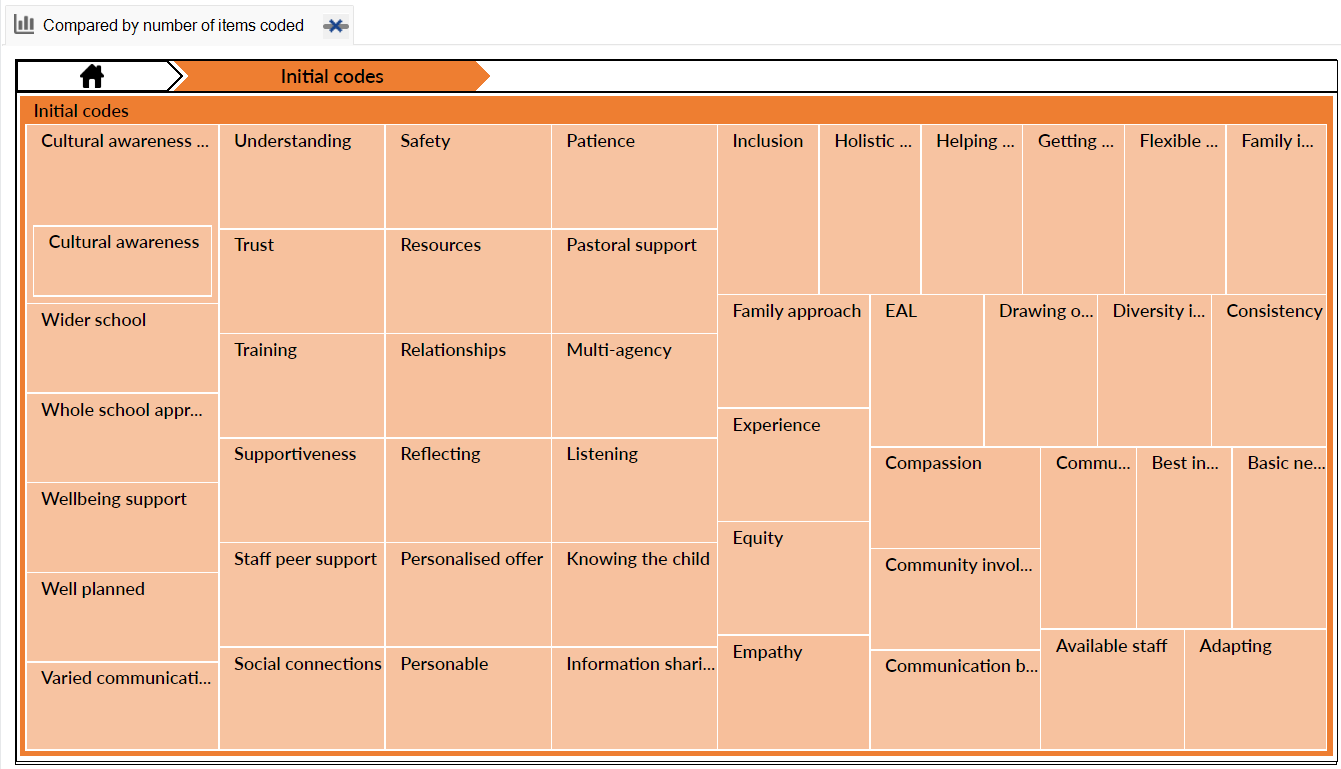 Compared by number of items coded
Initial codes
Initial codes
Cultural awareness ...
Cultural awareness
Wider school
Whole school appr...
Wellbeing support
Well planned
Varied communicati...
Understanding
Trust
Training
Supportiveness
Staff peer support
Social connections
Safety
Resources
Relationships
Reflecting
Personalised offer
Personable
Patience
Pastoral support
Multi-agency
Listening
Knowing the child
Information shari...
Inclusion
Holistic ...
Helping ...
Getting ...
Flexible ...
Family i...
Family approach
Experience
Equity
Empathy
EAL
Drawing o...
Diversity i...
Consistency
Compassion
Community invol...
Communication b...
Commu...
Best in...
Basic ne...
Available staff
Adapting